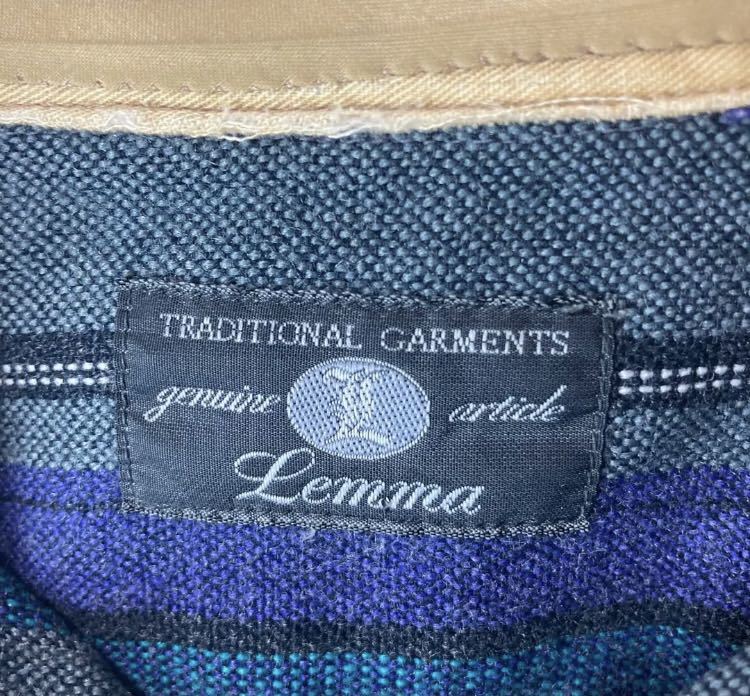 TRADITIONAL GARMENTS
genuine article
Lemma